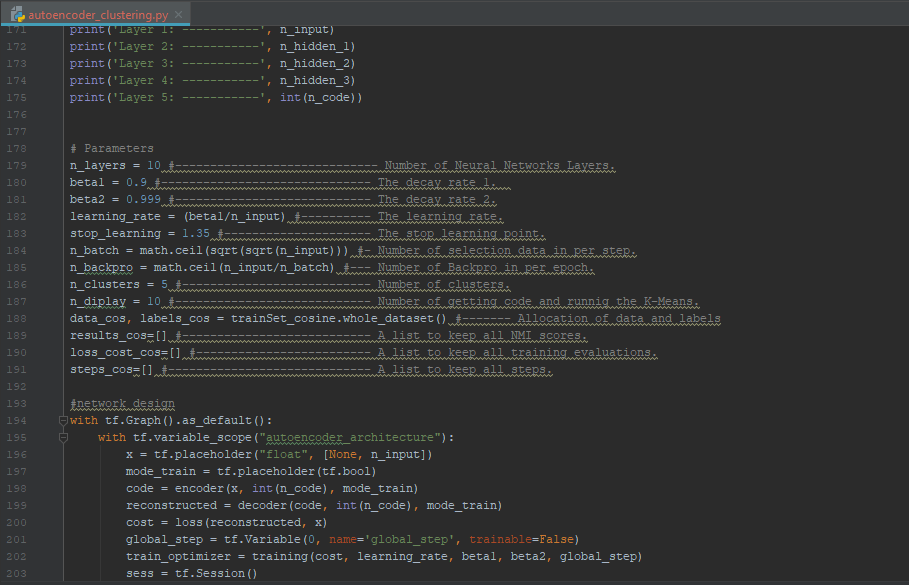 autoencoder_clustering.py
171 print('Layer 1: -----------', n_input)
172 print('Layer 2: -----------', n_hidden_1)
173 print('Layer 3: -----------', n_hidden_2)
174 print('Layer 4: -----------', n_hidden_3)
175 print('Layer 5: -----------', int(n_code))
176
177
178 # Parameters
179 n_layers = 10 #----------------------------- Number of Neural Networks Layers.
180 beta1 = 0.9 #------------------------------ The decay rate 1.
181 beta2 = 0.999 #---------------------------- The decay rate 2.
182 learning_rate = (beta1/n_input) #---------- The learning rate.
183 stop_learning = 1.35 #--------------------- The stop learning point.
184 n_batch = math.ceil(sqrt(sqrt(n_input))) #- Number of selection data in per step.
185 n_backpro = math.ceil(n_input/n_batch) #--- Number of Backpro in per epoch.
186 n_clusters = 5 #--------------------------- Number of clusters.
187 n_diplay = 10 #---------------------------- Number of getting code and runnig the K-Means.
188 data_cos, labels_cos = trainSet_cosine.whole_dataset() #------- Allocation of data and labels
189 results_cos=[] #--------------------------- A list to keep all NMI scores.
190 loss_cost_cos=[] #------------------------- A list to keep all training evaluations.
191 steps_cos=[] #----------------------------- A list to keep all steps.
192
193 #network design
194 with tf.Graph().as_default():
195 with tf.variable_scope("autoencoder_architecture"):
196 x = tf.placeholder("float", [None, n_input])
197 mode_train = tf.placeholder(tf.bool)
198 code = encoder(x, int(n_code), mode_train)
199 reconstructed = decoder(code, int(n_code), mode_train)
200 cost = loss(reconstructed, x)
201 global_step = tf.Variable(0, name='global_step', trainable=False)
202 train_optimizer = training(cost, learning_rate, beta1, beta2, global_step)
203 sess = tf.Session()